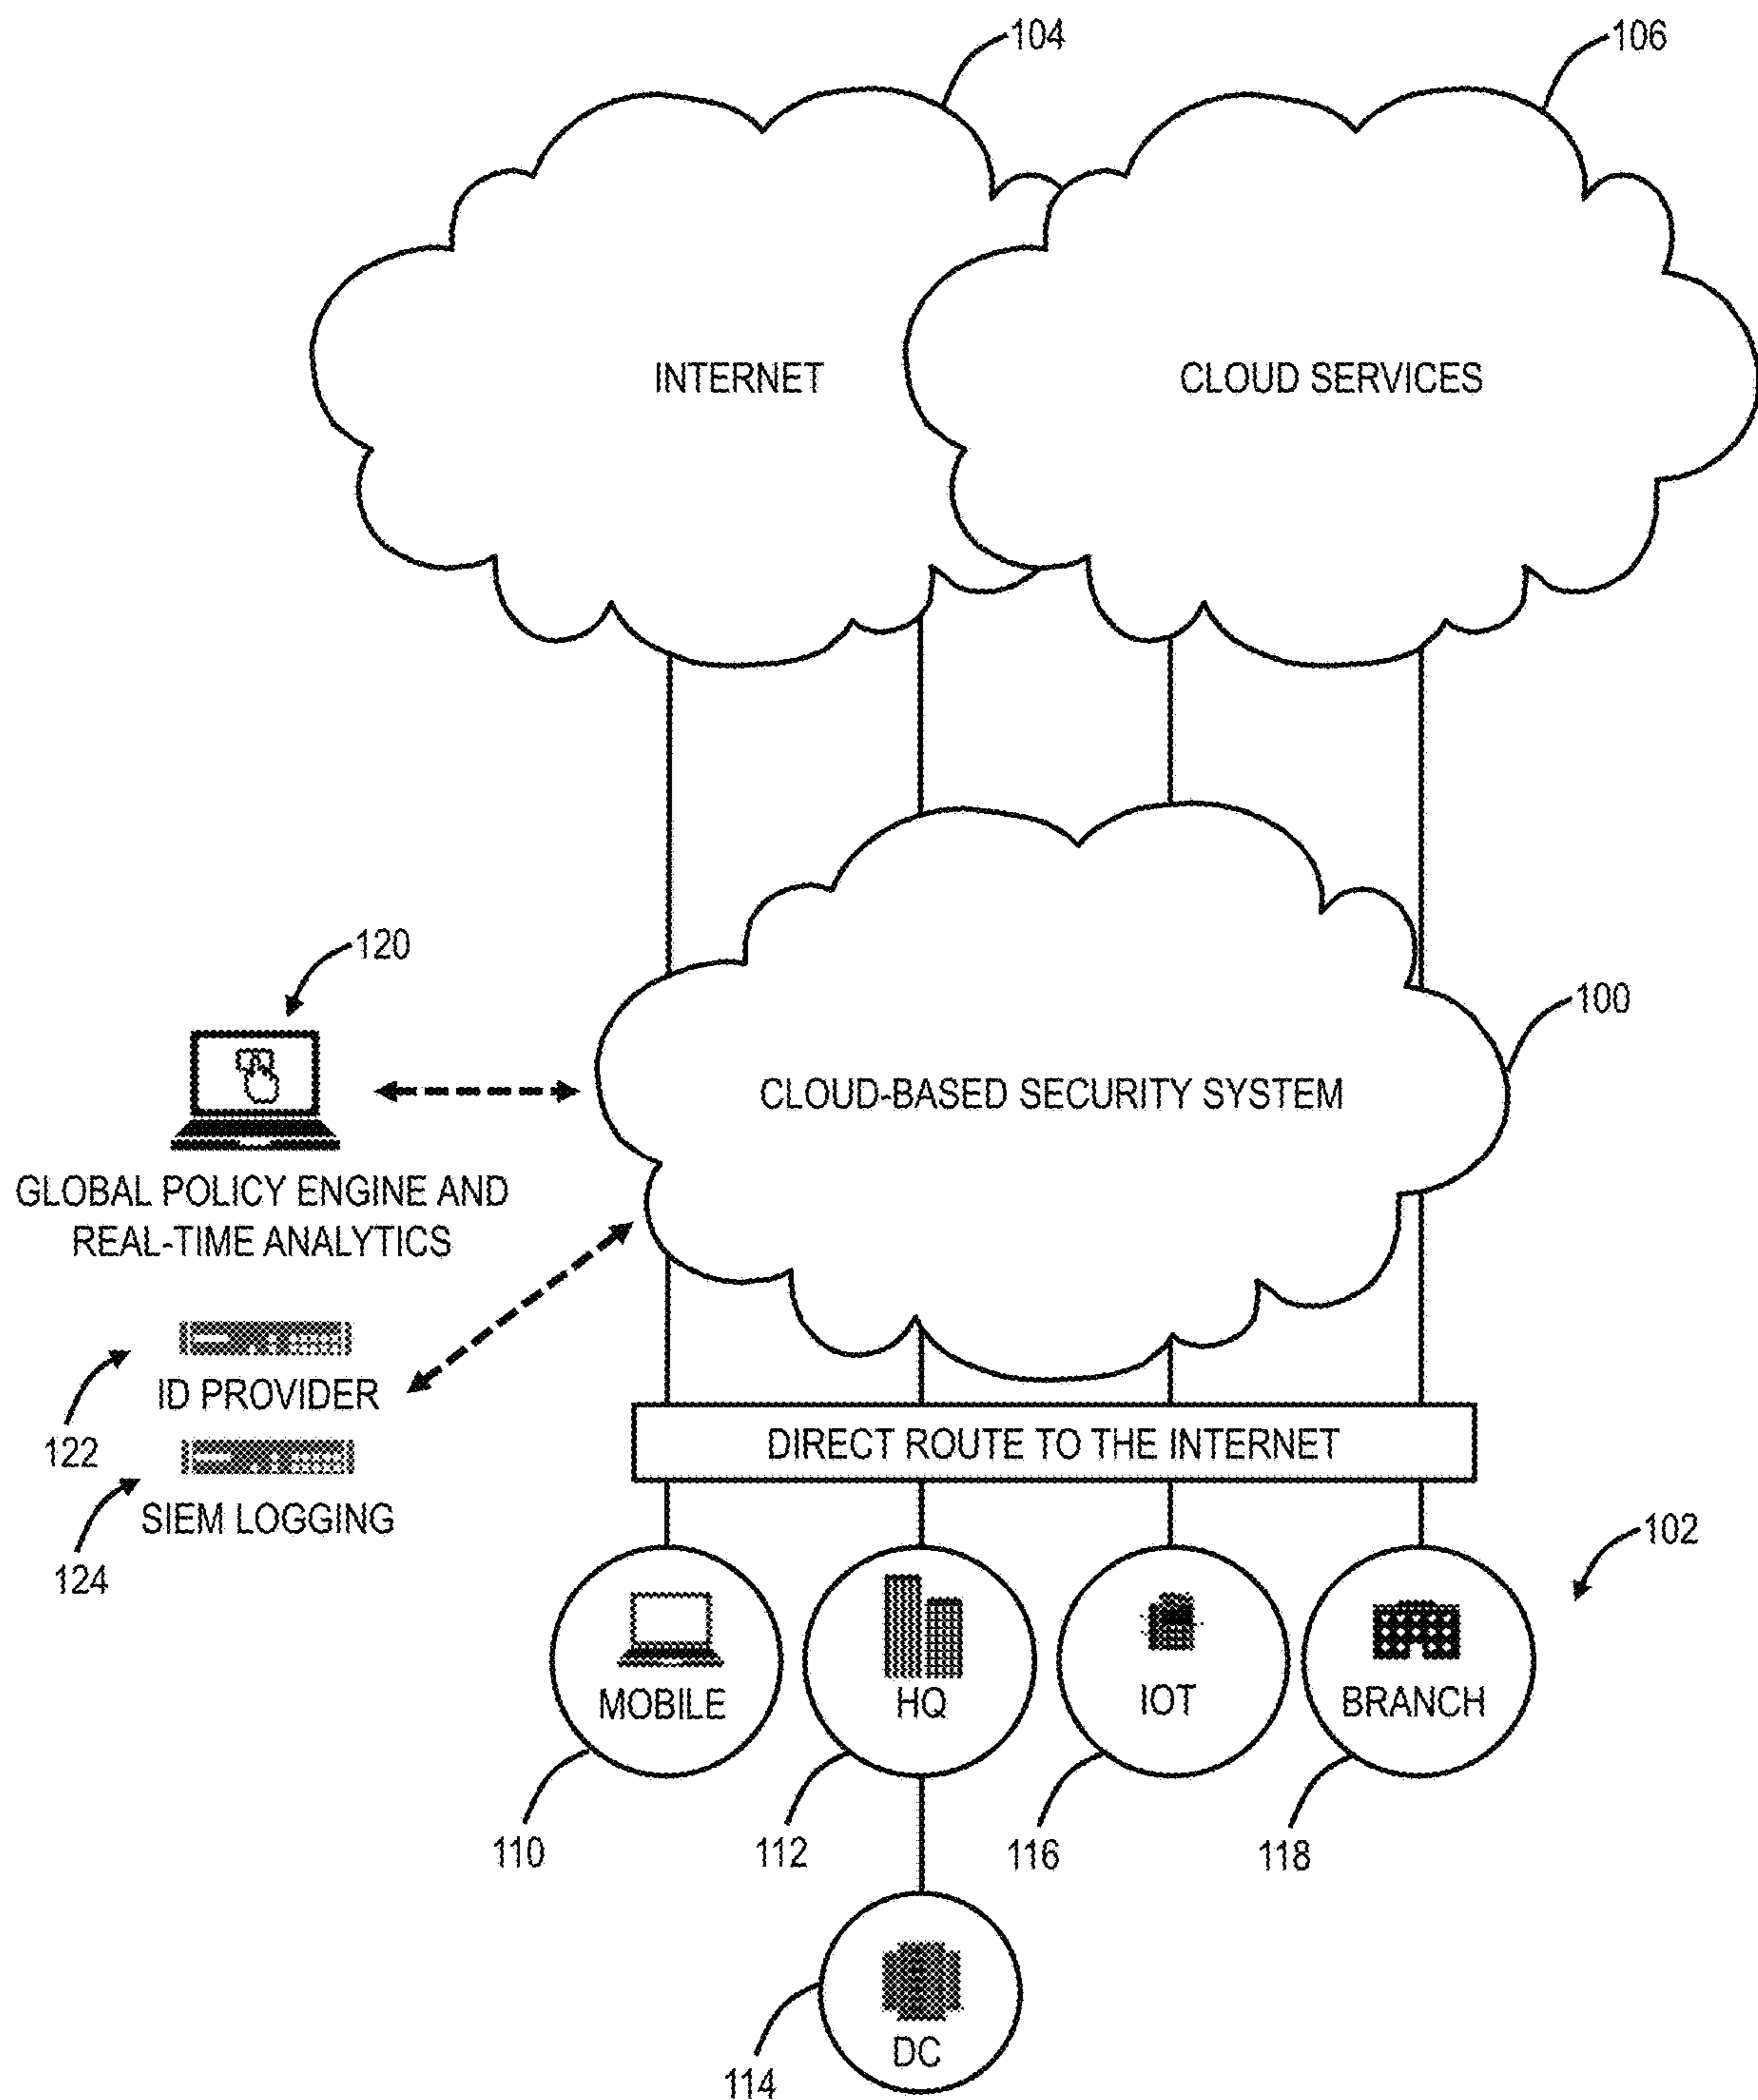 104
106
INTERNET
CLOUD SERVICES
120
100
CLOUD-BASED SECURITY SYSTEM
GLOBAL POLICY ENGINE AND
REAL-TIME ANALYTICS
ID PROVIDER
122
DIRECT ROUTE TO THE INTERNET
SIEM LOGGING
124
102
MOBILE
HQ
IOT
BRANCH
110
112
116
118
DC
114